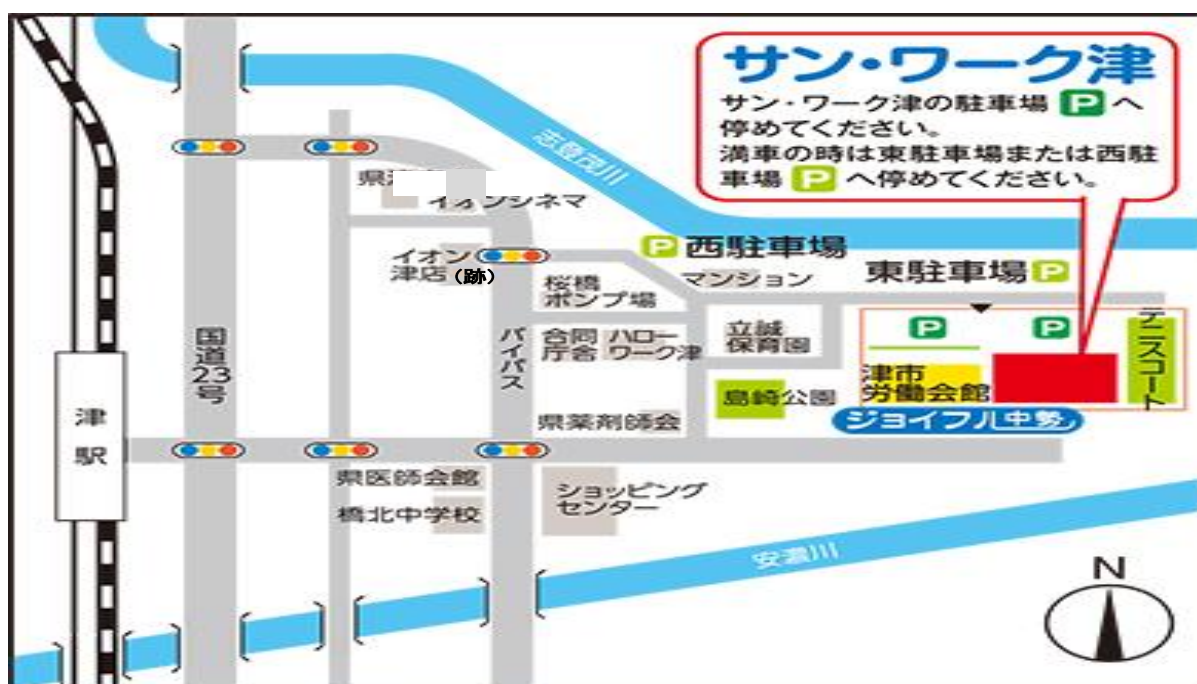 サン・ワーク津
サン・ワーク津の駐車場 P へ
停めてください。
満車の時は東駐車場または西駐
車場 P へ停めてください。
志登茂川
イオンシネマ
イオン
津店(跡)
P 西駐車場
東駐車場 P
マンション
桜橋
ポンプ場
国道23号
バイパス
合同
庁舎
ハロー
ワーク津
立誠
保育園
P
P
テニスコート
津市
労働会館
島崎公園
ジョイフル中勢
県薬剤師会
津駅
県医師会館
橋北中学校
ショッピング
センター
安濃川
N